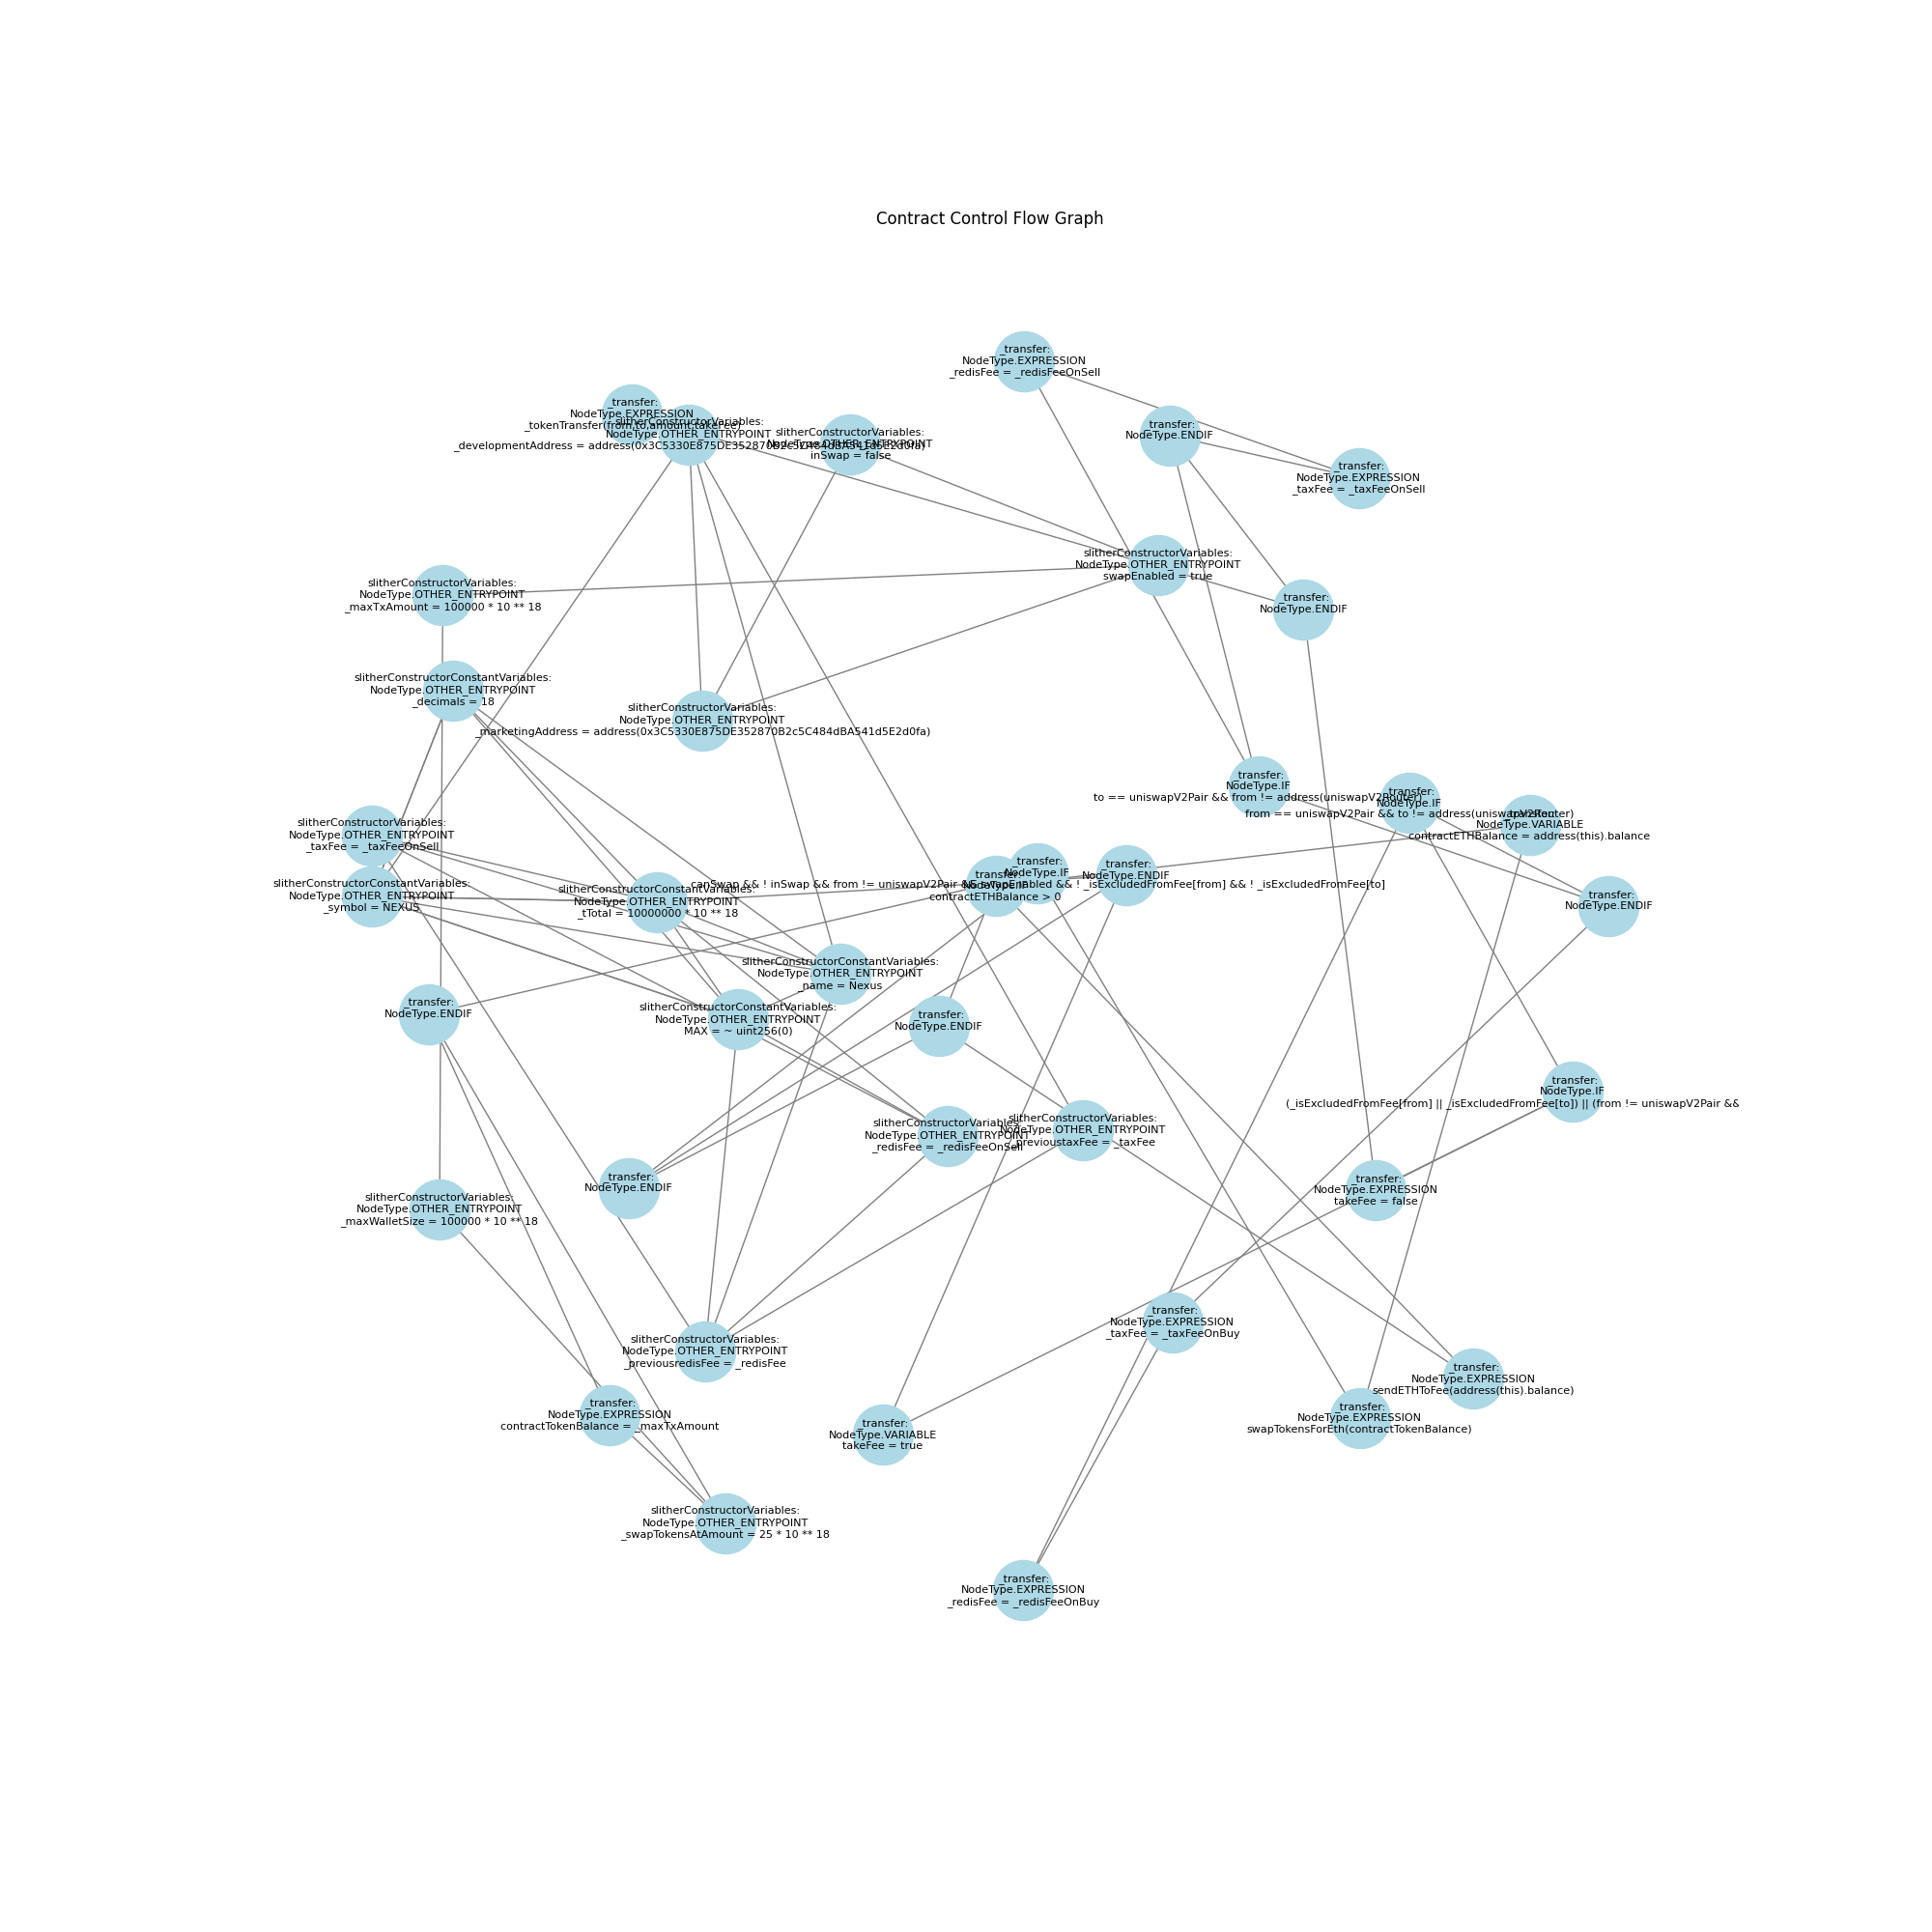 Contract Control Flow Graph
_transfer:
NodeType.EXPRESSION
_redisFee = _redisFeeOnSell
_transfer:
NodeType.EXPRESSION
_tokenTransfer(from,to,amount,takeFee)
slitherConstructorVariables:
NodeType.OTHER_ENTRYPOINT
_developmentAddress = address(0x3C5330E875DE352870B2c5C484dBA541d5E2d0fa)
slitherConstructorVariables:
NodeType.OTHER_ENTRYPOINT
inSwap = false
_transfer:
NodeType.ENDIF
_transfer:
NodeType.EXPRESSION
_taxFee = _taxFeeOnSell
slitherConstructorVariables:
NodeType.OTHER_ENTRYPOINT
swapEnabled = true
slitherConstructorVariables:
NodeType.OTHER_ENTRYPOINT
_maxTxAmount = 100000 * 10 ** 18
_transfer:
NodeType.ENDIF
slitherConstructorConstantVariables:
NodeType.OTHER_ENTRYPOINT
_decimals = 18
slitherConstructorVariables:
NodeType.OTHER_ENTRYPOINT
_marketingAddress = address(0x3C5330E875DE352870B2c5C484dBA541d5E2d0fa)
_transfer:
NodeType.IF
to == uniswapV2Pair && from != address(uniswapV2Router)
_transfer:
NodeType.IF
from == uniswapV2Pair && to != address(uniswapV2Router)
_transfer:
NodeType.VARIABLE
contractETHBalance = address(this).balance
slitherConstructorVariables:
NodeType.OTHER_ENTRYPOINT
_taxFee = _taxFeeOnSell
slitherConstructorConstantVariables:
NodeType.OTHER_ENTRYPOINT
_symbol = NEXUS
slitherConstructorConstantVariables:
NodeType.OTHER_ENTRYPOINT
_tTotal = 10000000 * 10 ** 18
_transfer:
NodeType.IF
contractETHBalance > 0
_transfer:
NodeType.IF
canSwap && ! inSwap && from != uniswapV2Pair && swapEnabled && ! _isExcludedFromFee[from] && ! _isExcludedFromFee[to]
_transfer:
NodeType.ENDIF
_transfer:
NodeType.ENDIF
slitherConstructorConstantVariables:
NodeType.OTHER_ENTRYPOINT
_name = Nexus
_transfer:
NodeType.ENDIF
slitherConstructorConstantVariables:
NodeType.OTHER_ENTRYPOINT
MAX = ~ uint256(0)
_transfer:
NodeType.ENDIF
_transfer:
NodeType.IF
(_isExcludedFromFee[from] || _isExcludedFromFee[to]) || (from != uniswapV2Pair &&
slitherConstructorVariables:
NodeType.OTHER_ENTRYPOINT
_redisFee = _redisFeeOnSell
slitherConstructorVariables:
NodeType.OTHER_ENTRYPOINT
_previoustaxFee = _taxFee
_transfer:
NodeType.ENDIF
_transfer:
NodeType.EXPRESSION
takeFee = false
slitherConstructorVariables:
NodeType.OTHER_ENTRYPOINT
_maxWalletSize = 100000 * 10 ** 18
_transfer:
NodeType.EXPRESSION
_taxFee = _taxFeeOnBuy
slitherConstructorVariables:
NodeType.OTHER_ENTRYPOINT
_previousredisFee = _redisFee
_transfer:
NodeType.EXPRESSION
sendETHToFee(address(this).balance)
_transfer:
NodeType.EXPRESSION
contractTokenBalance = _maxTxAmount
_transfer:
NodeType.EXPRESSION
swapTokensForEth(contractTokenBalance)
_transfer:
NodeType.VARIABLE
takeFee = true
slitherConstructorVariables:
NodeType.OTHER_ENTRYPOINT
_swapTokensAtAmount = 25 * 10 ** 18
_transfer:
NodeType.EXPRESSION
_redisFee = _redisFeeOnBuy